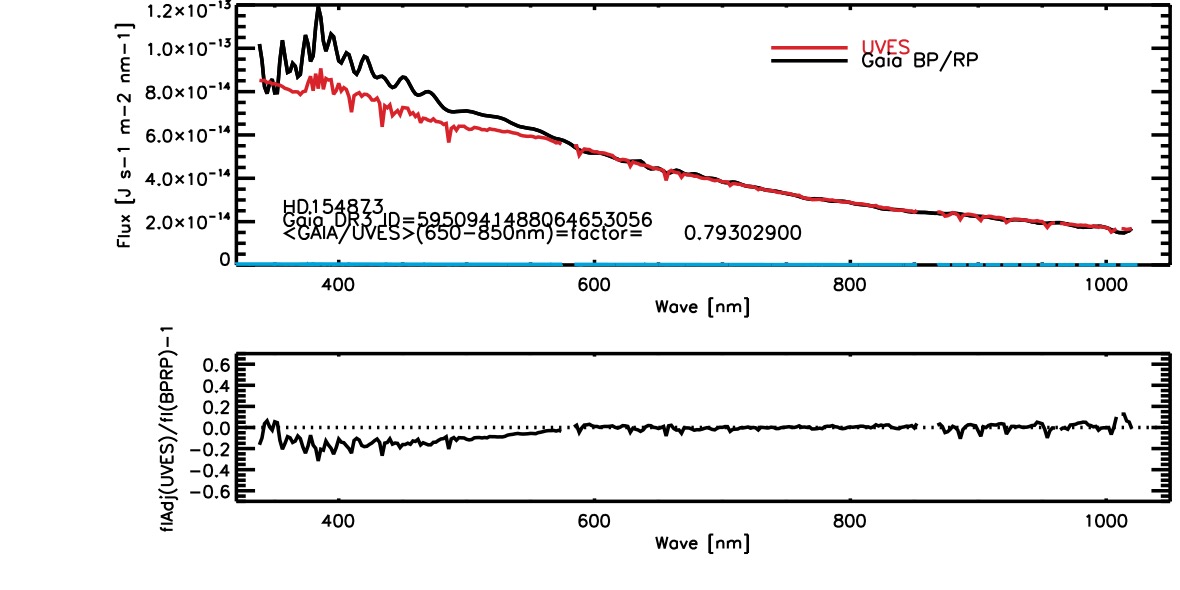 1.2×10−13
1.0×10−13
8.0×10−14
6.0×10−14
4.0×10−14
2.0×10−14
0
Flux [J s−1 m−2 nm−1]
UVES
Gaia BP/RP
HD154873
Gaia DR3 ID=5950941488064653056
<GAIA/UVES>(650−850nm)=factor= 0.79302900
400 600 800 1000
Wave [nm]
0.6
0.4
0.2
0.0
−0.2
−0.4
−0.6
flAdj(UVES)/fl(BPRP)−1
400 600 800 1000
Wave [nm]